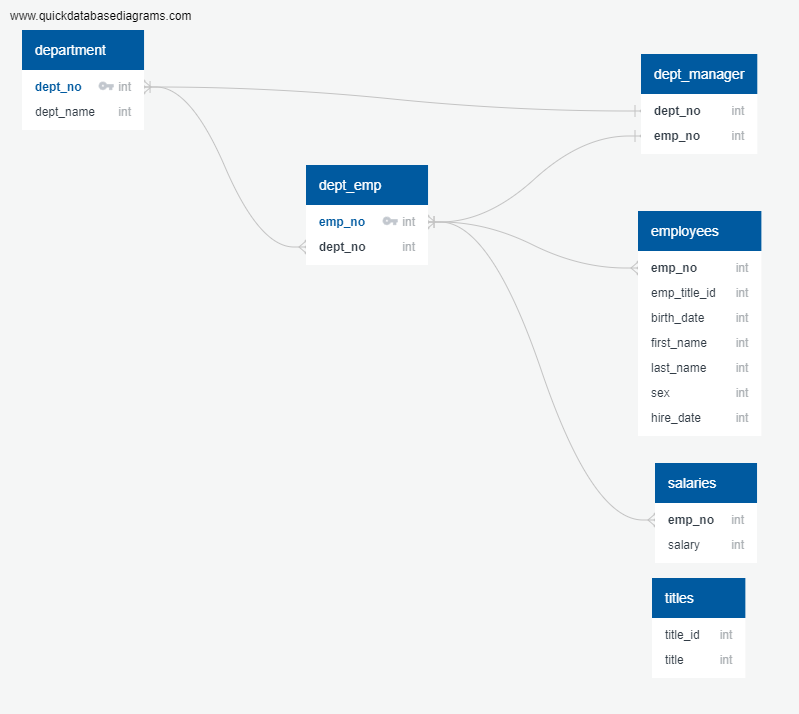 www.quickdatabasediagrams.com
department
dept_no int
dept_name int
dept_manager
dept_no int
emp_no int
dept_emp
emp_no int
dept_no int
employees
emp_no int
emp_title_id int
birth_date int
first_name int
last_name int
sex int
hire_date int
salaries
emp_no int
salary int
titles
title_id int
title int